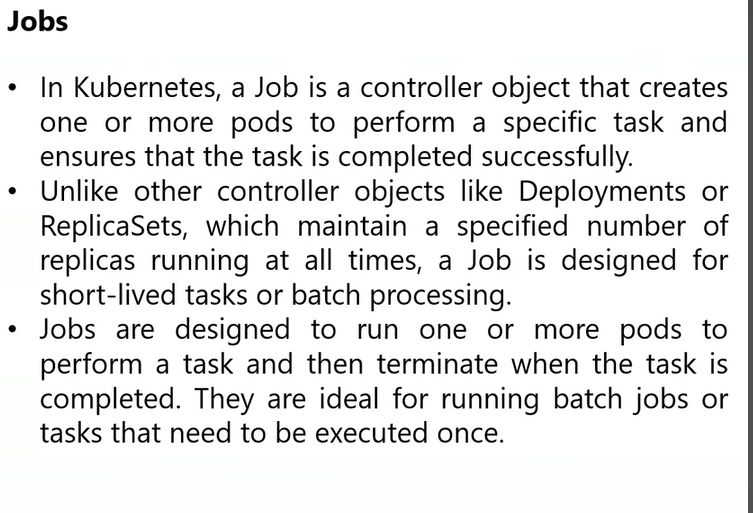 Jobs
• In Kubernetes, a Job is a controller object that creates
one or more pods to perform a specific task and
ensures that the task is completed successfully.
• Unlike other controller objects like Deployments or
ReplicaSets, which maintain a specified number of
replicas running at all times, a Job is designed for
short-lived tasks or batch processing.
• Jobs are designed to run one or more pods to
perform a task and then terminate when the task is
completed. They are ideal for running batch jobs or
tasks that need to be executed once.